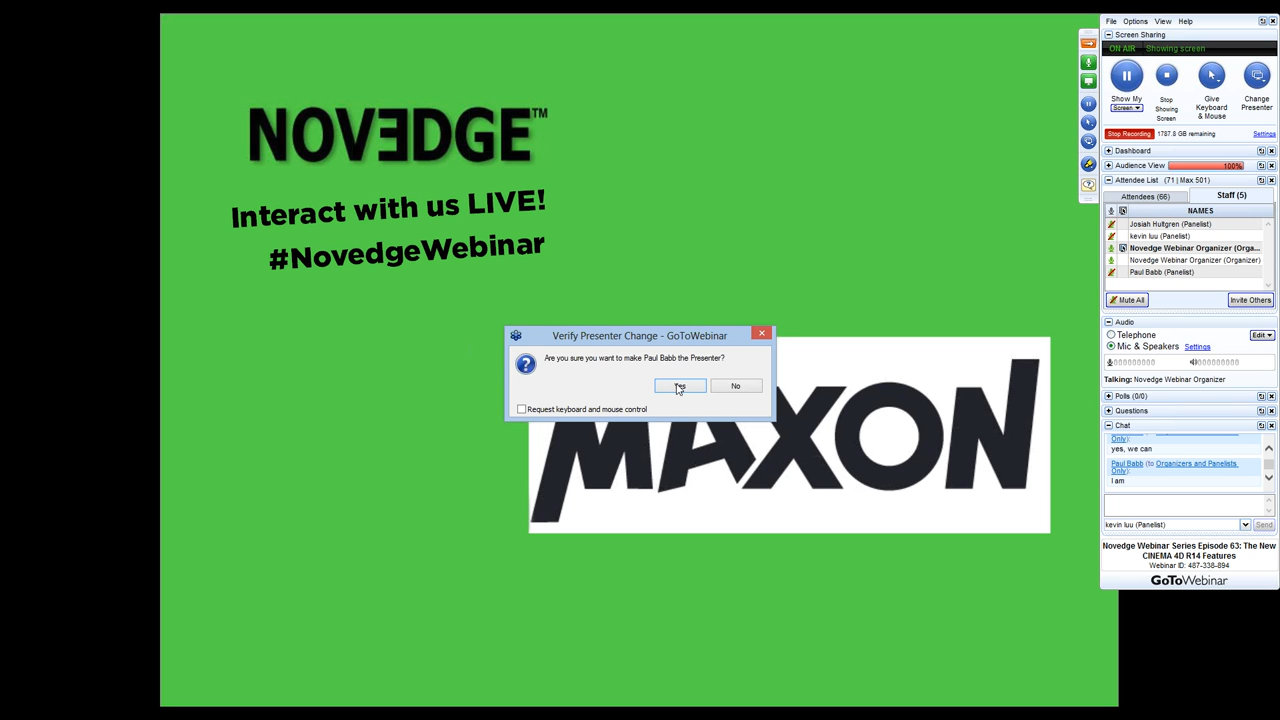 NOVEDGE™
Interact with us LIVE!
#NovedgeWebinar
Verify Presenter Change - GoToWebinar
Are you sure you want to make Paul Babb the Presenter?
Yes
No
Request keyboard and mouse control
MAXON
File Options View Help
Screen Sharing
ON AIR Showing screen
Show My
Screen
Stop
Showing
Screen
Give
Keyboard
& Mouse
Change
Presenter
Stop Recording 1787.8 GB remaining Settings
Dashboard
Audience View 100%
Attendee List (71 | Max 501)
Attendees (66) Staff (5)
NAMES
Josiah Hultgren (Panelist)
kevin luu (Panelist)
Novedge Webinar Organizer (Orga...
Novedge Webinar Organizer (Organizer)
Paul Babb (Panelist)
Mute All Invite Others
Audio
Telephone Edit
Mic & Speakers Settings
Talking: Novedge Webinar Organizer
Polls (0/0)
Questions
Chat
Only):
yes, we can
Paul Babb (to Organizers and Panelists
Only):
I am
kevin luu (Panelist) Send
Novedge Webinar Series Episode 63: The New
CINEMA 4D R14 Features
Webinar ID: 487-338-894
GoToWebinar